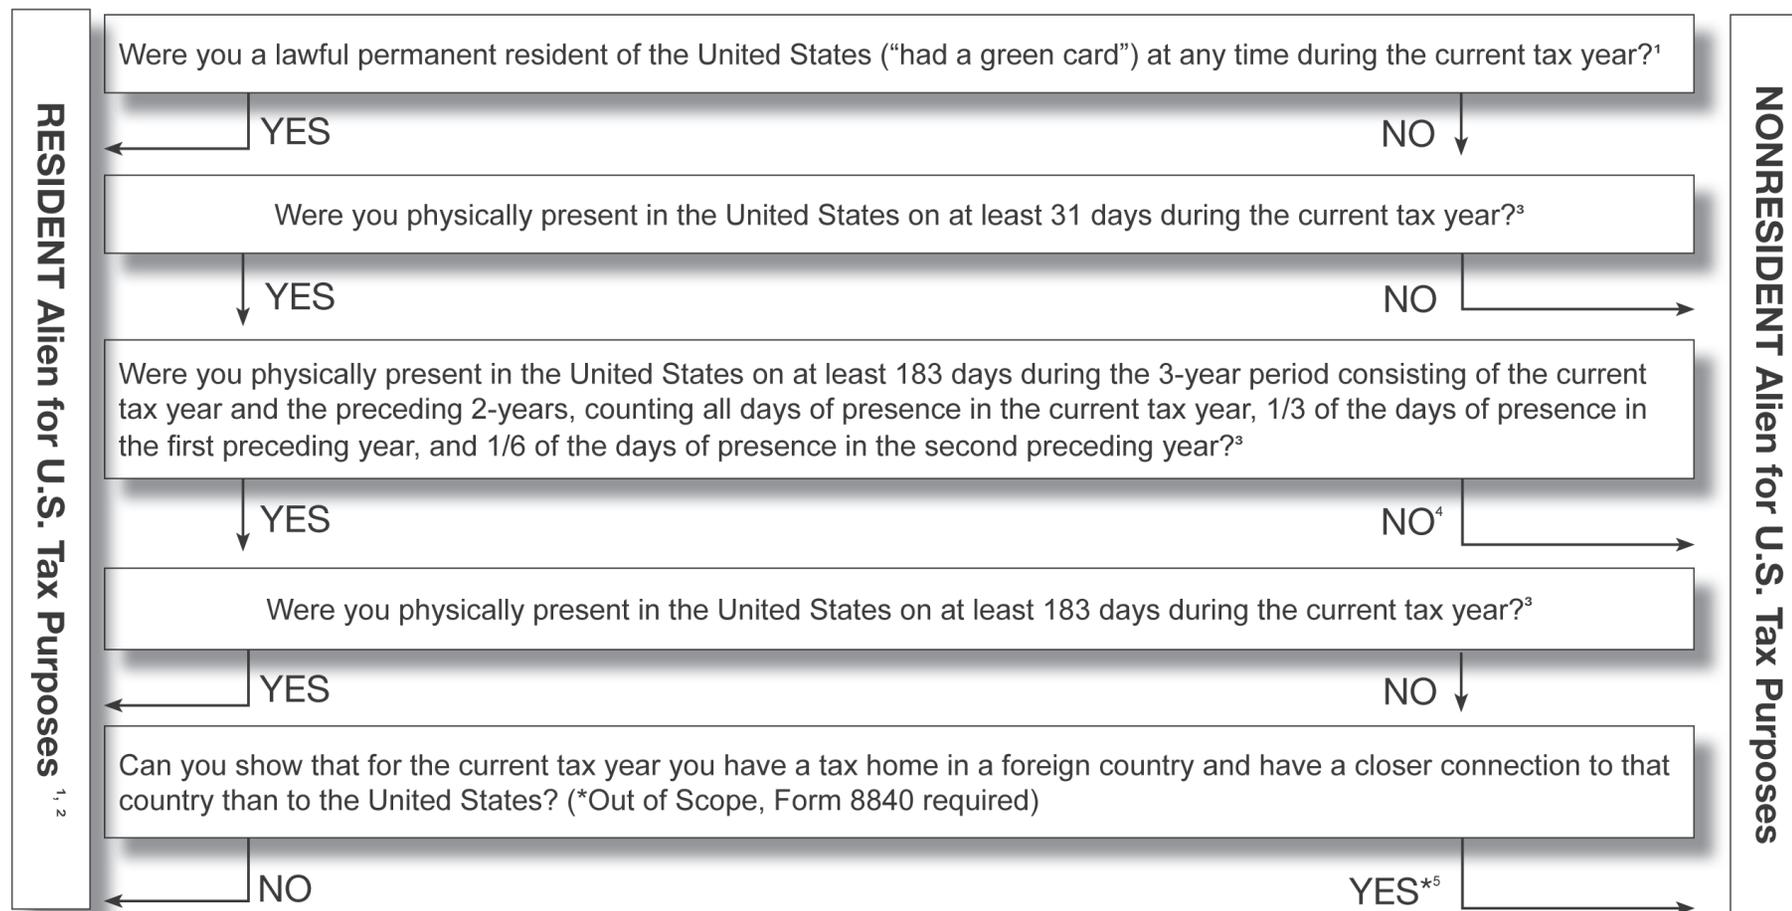 RESIDENT Alien for U.S. Tax Purposes ¹, ²
Were you a lawful permanent resident of the United States (“had a green card”) at any time during the current tax year?¹
YES
NO
Were you physically present in the United States on at least 31 days during the current tax year?³
YES
NO
Were you physically present in the United States on at least 183 days during the 3-year period consisting of the current
tax year and the preceding 2-years, counting all days of presence in the current tax year, 1/3 of the days of presence in
the first preceding year, and 1/6 of the days of presence in the second preceding year?³
YES
NO⁴
Were you physically present in the United States on at least 183 days during the current tax year?³
YES
NO
Can you show that for the current tax year you have a tax home in a foreign country and have a closer connection to that
country than to the United States? (*Out of Scope, Form 8840 required)
NO
YES*⁵
NONRESIDENT Alien for U.S. Tax Purposes